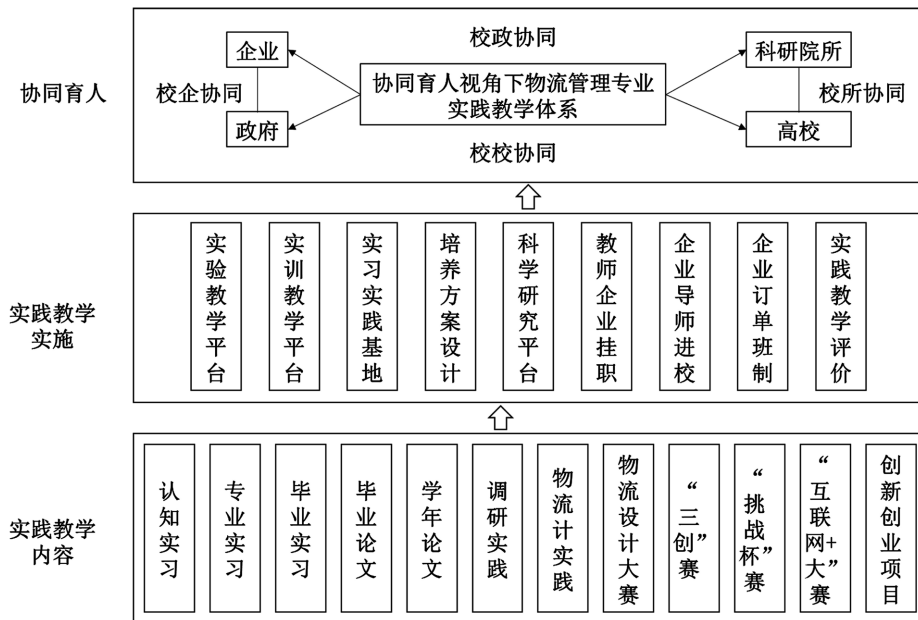 协同育人
校政协同
企业
科研院所
校企协同
协同育人视角下物流管理专业
实践教学体系
校所协同
政府
高校
校校协同
实践教学
实施
实验教学平台
实训教学平台
实习实践基地
培养方案设计
科学研究平台
教师企业挂职
企业导师进校
企业订单班制
实践教学评价
实践教学
内容
认知实习
专业实习
毕业实习
毕业论文
学年论文
调研实践
物流计实践
物流设计大赛
“三创”赛
“挑战杯”赛
“互联网+大”赛
创新创业项目